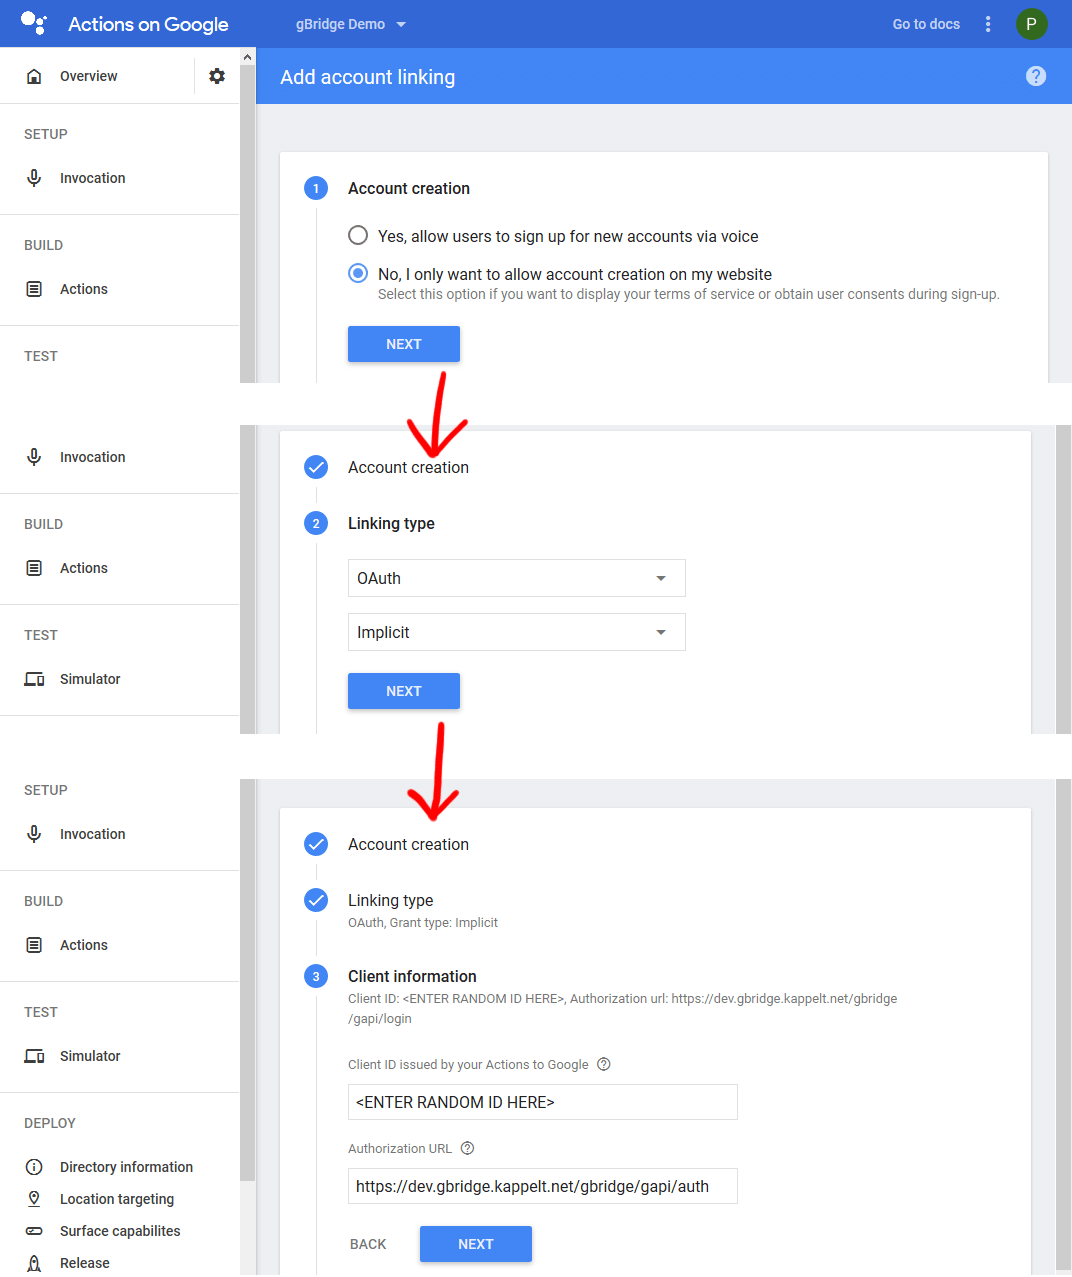 Actions on Google
gBridge Demo
Go to docs
P
Overview
Add account linking
?
SETUP
Invocation
BUILD
Actions
TEST
1 Account creation
Yes, allow users to sign up for new accounts via voice
No, I only want to allow account creation on my website
Select this option if you want to display your terms of service or obtain user consents during sign-up.
NEXT
Invocation
BUILD
Actions
TEST
Simulator
Account creation
2 Linking type
OAuth
Implicit
NEXT
SETUP
Invocation
BUILD
Actions
TEST
Simulator
DEPLOY
Directory information
Location targeting
Surface capabilites
Release
Account creation
Linking type
OAuth, Grant type: Implicit
3 Client information
Client ID: <ENTER RANDOM ID HERE>, Authorization url: https://dev.gbridge.kappelt.net/gbridge
/gapi/login
Client ID issued by your Actions to Google ?
<ENTER RANDOM ID HERE>
Authorization URL ?
https://dev.gbridge.kappelt.net/gbridge/gapi/auth
BACK
NEXT